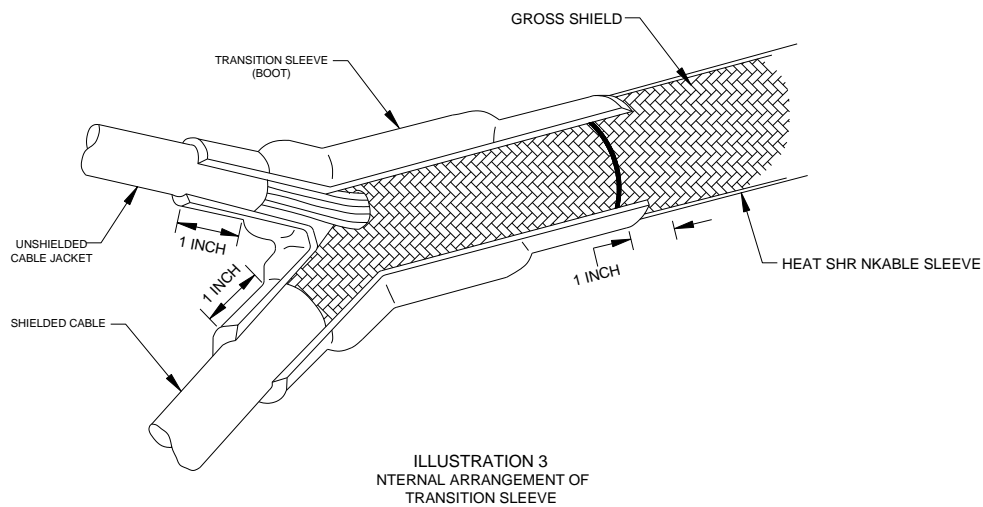 GROSS SHIELD
TRANSITION SLEEVE
(BOOT)
UNSHIELDED
CABLE JACKET
1 INCH
1 INCH
1 INCH
HEAT SHR NKABLE SLEEVE
SHIELDED CABLE
ILLUSTRATION 3
NTERNAL ARRANGEMENT OF
TRANSITION SLEEVE